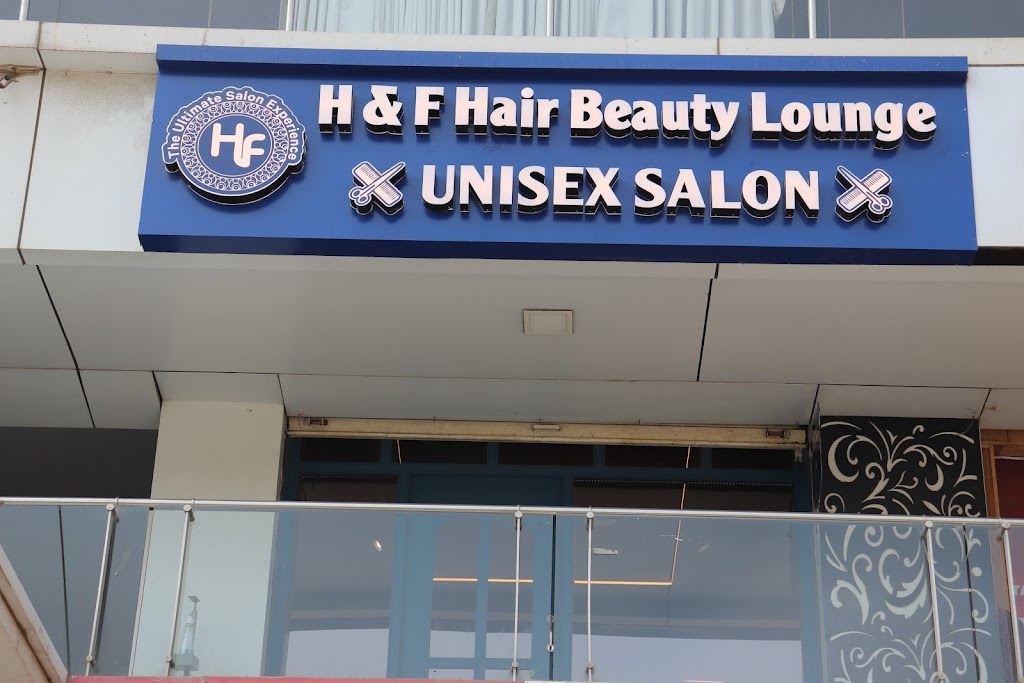 The Ultimate Salon Experience
Hf
H & F Hair Beauty Lounge
UNISEX SALON